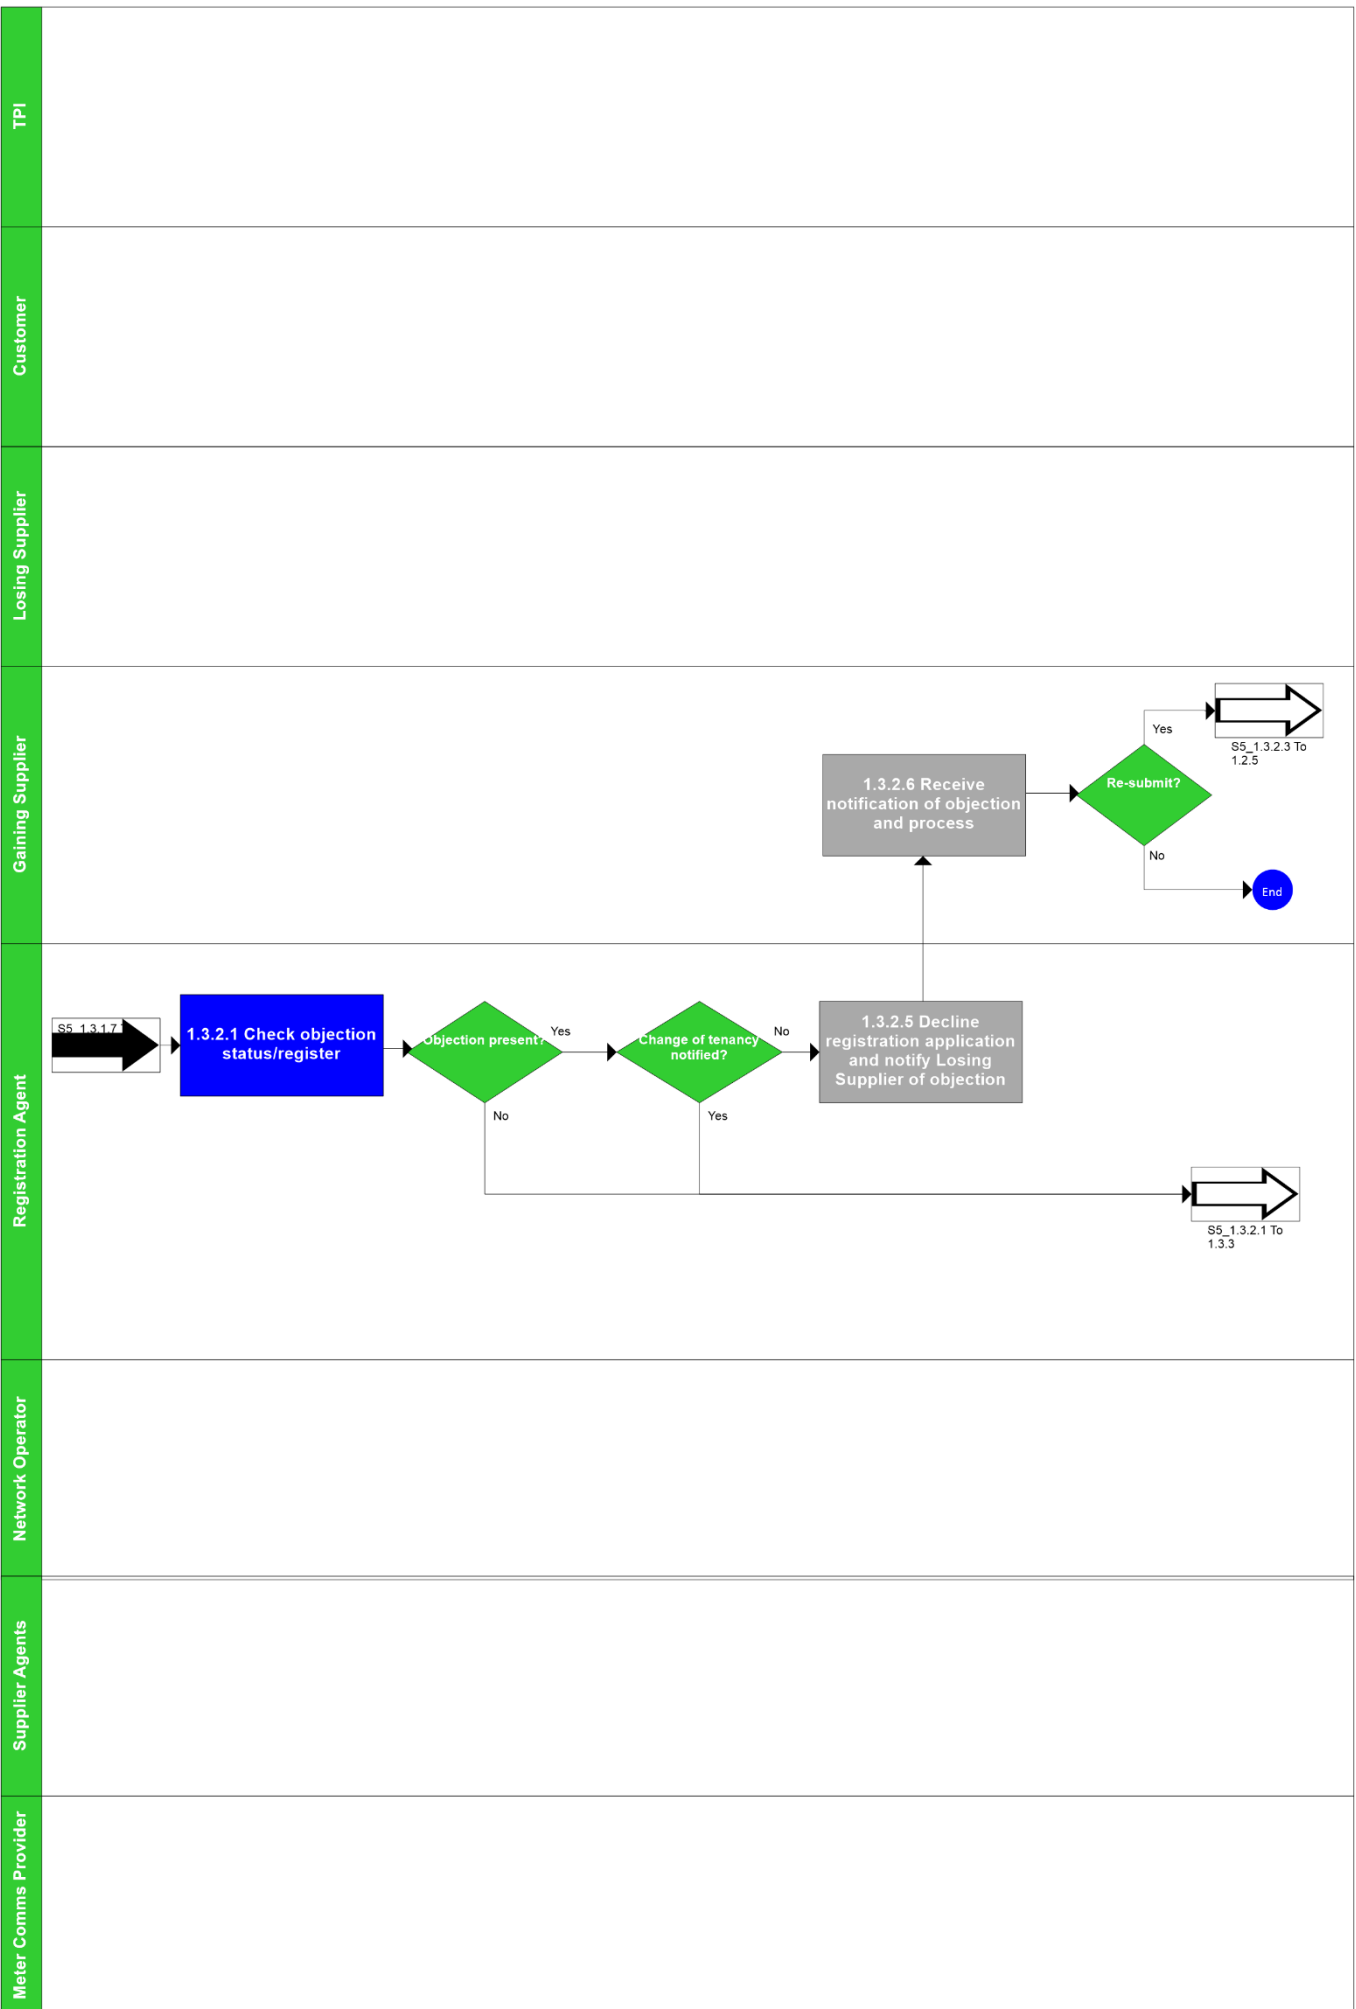 TPI
Customer
Losing Supplier
Gaining Supplier
1.3.2.6 Receive
notification of objection
and process
Re-submit?
Yes
S5_1.3.2.3 To
1.2.5
No
End
Registration Agent
S5_1.3.1.7
1.3.2.1 Check objection
status/register
Objection present?
Yes
No
Change of tenancy
notified?
No
Yes
1.3.2.5 Decline
registration application
and notify Losing
Supplier of objection
S5_1.3.2.1 To
1.3.3
Network Operator
Supplier Agents
Meter Comms Provider